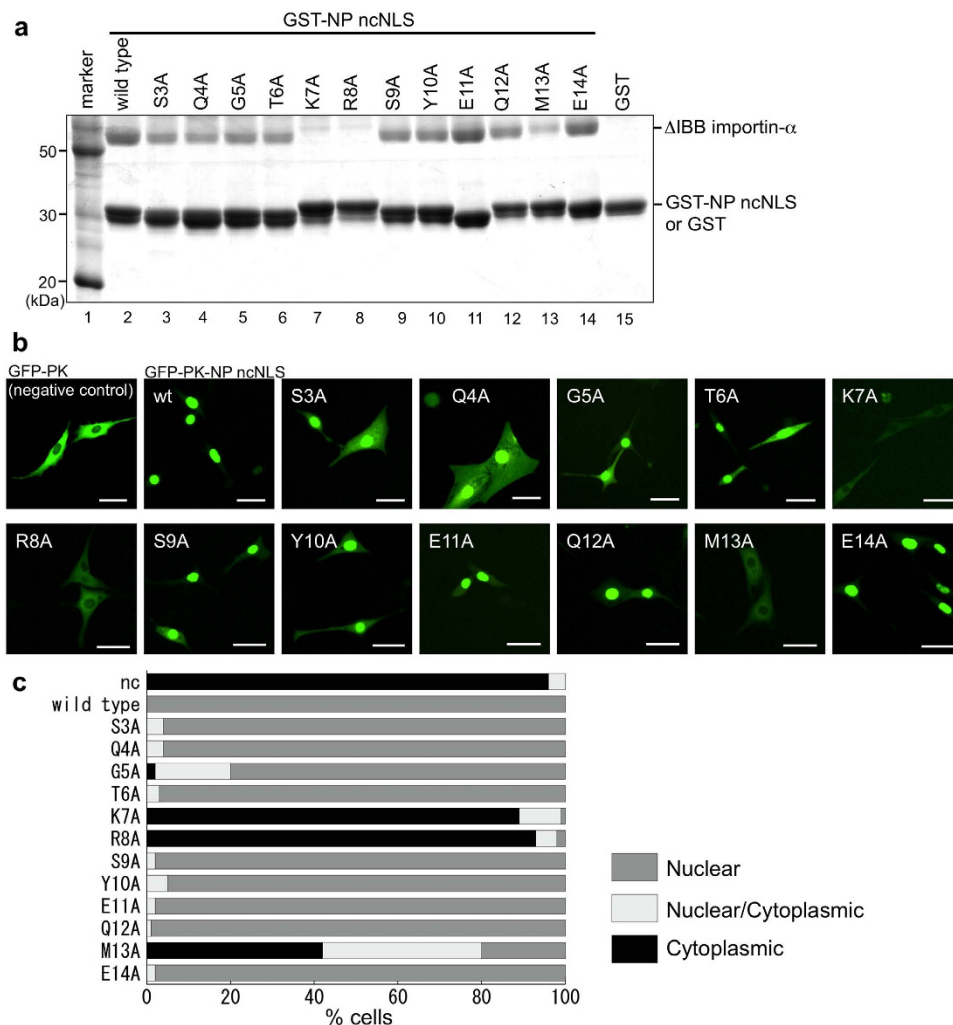 a
GST-NP ncNLS
marker
wild type
S3A
Q4A
G5A
T6A
K7A
R8A
S9A
Y10A
E11A
Q12A
M13A
E14A
GST
50
30
20
(kDa)
ΔIBB importin-α
GST-NP ncNLS
or GST
1 2 3 4 5 6 7 8 9 10 11 12 13 14 15
b
GFP-PK
(negative control)
GFP-PK-NP ncNLS
wt
S3A
Q4A
G5A
T6A
K7A
R8A
S9A
Y10A
E11A
Q12A
M13A
E14A
c
nc
wild type
S3A
Q4A
G5A
T6A
K7A
R8A
S9A
Y10A
E11A
Q12A
M13A
E14A
0 20 40 60 80 100
% cells
Nuclear
Nuclear/Cytoplasmic
Cytoplasmic